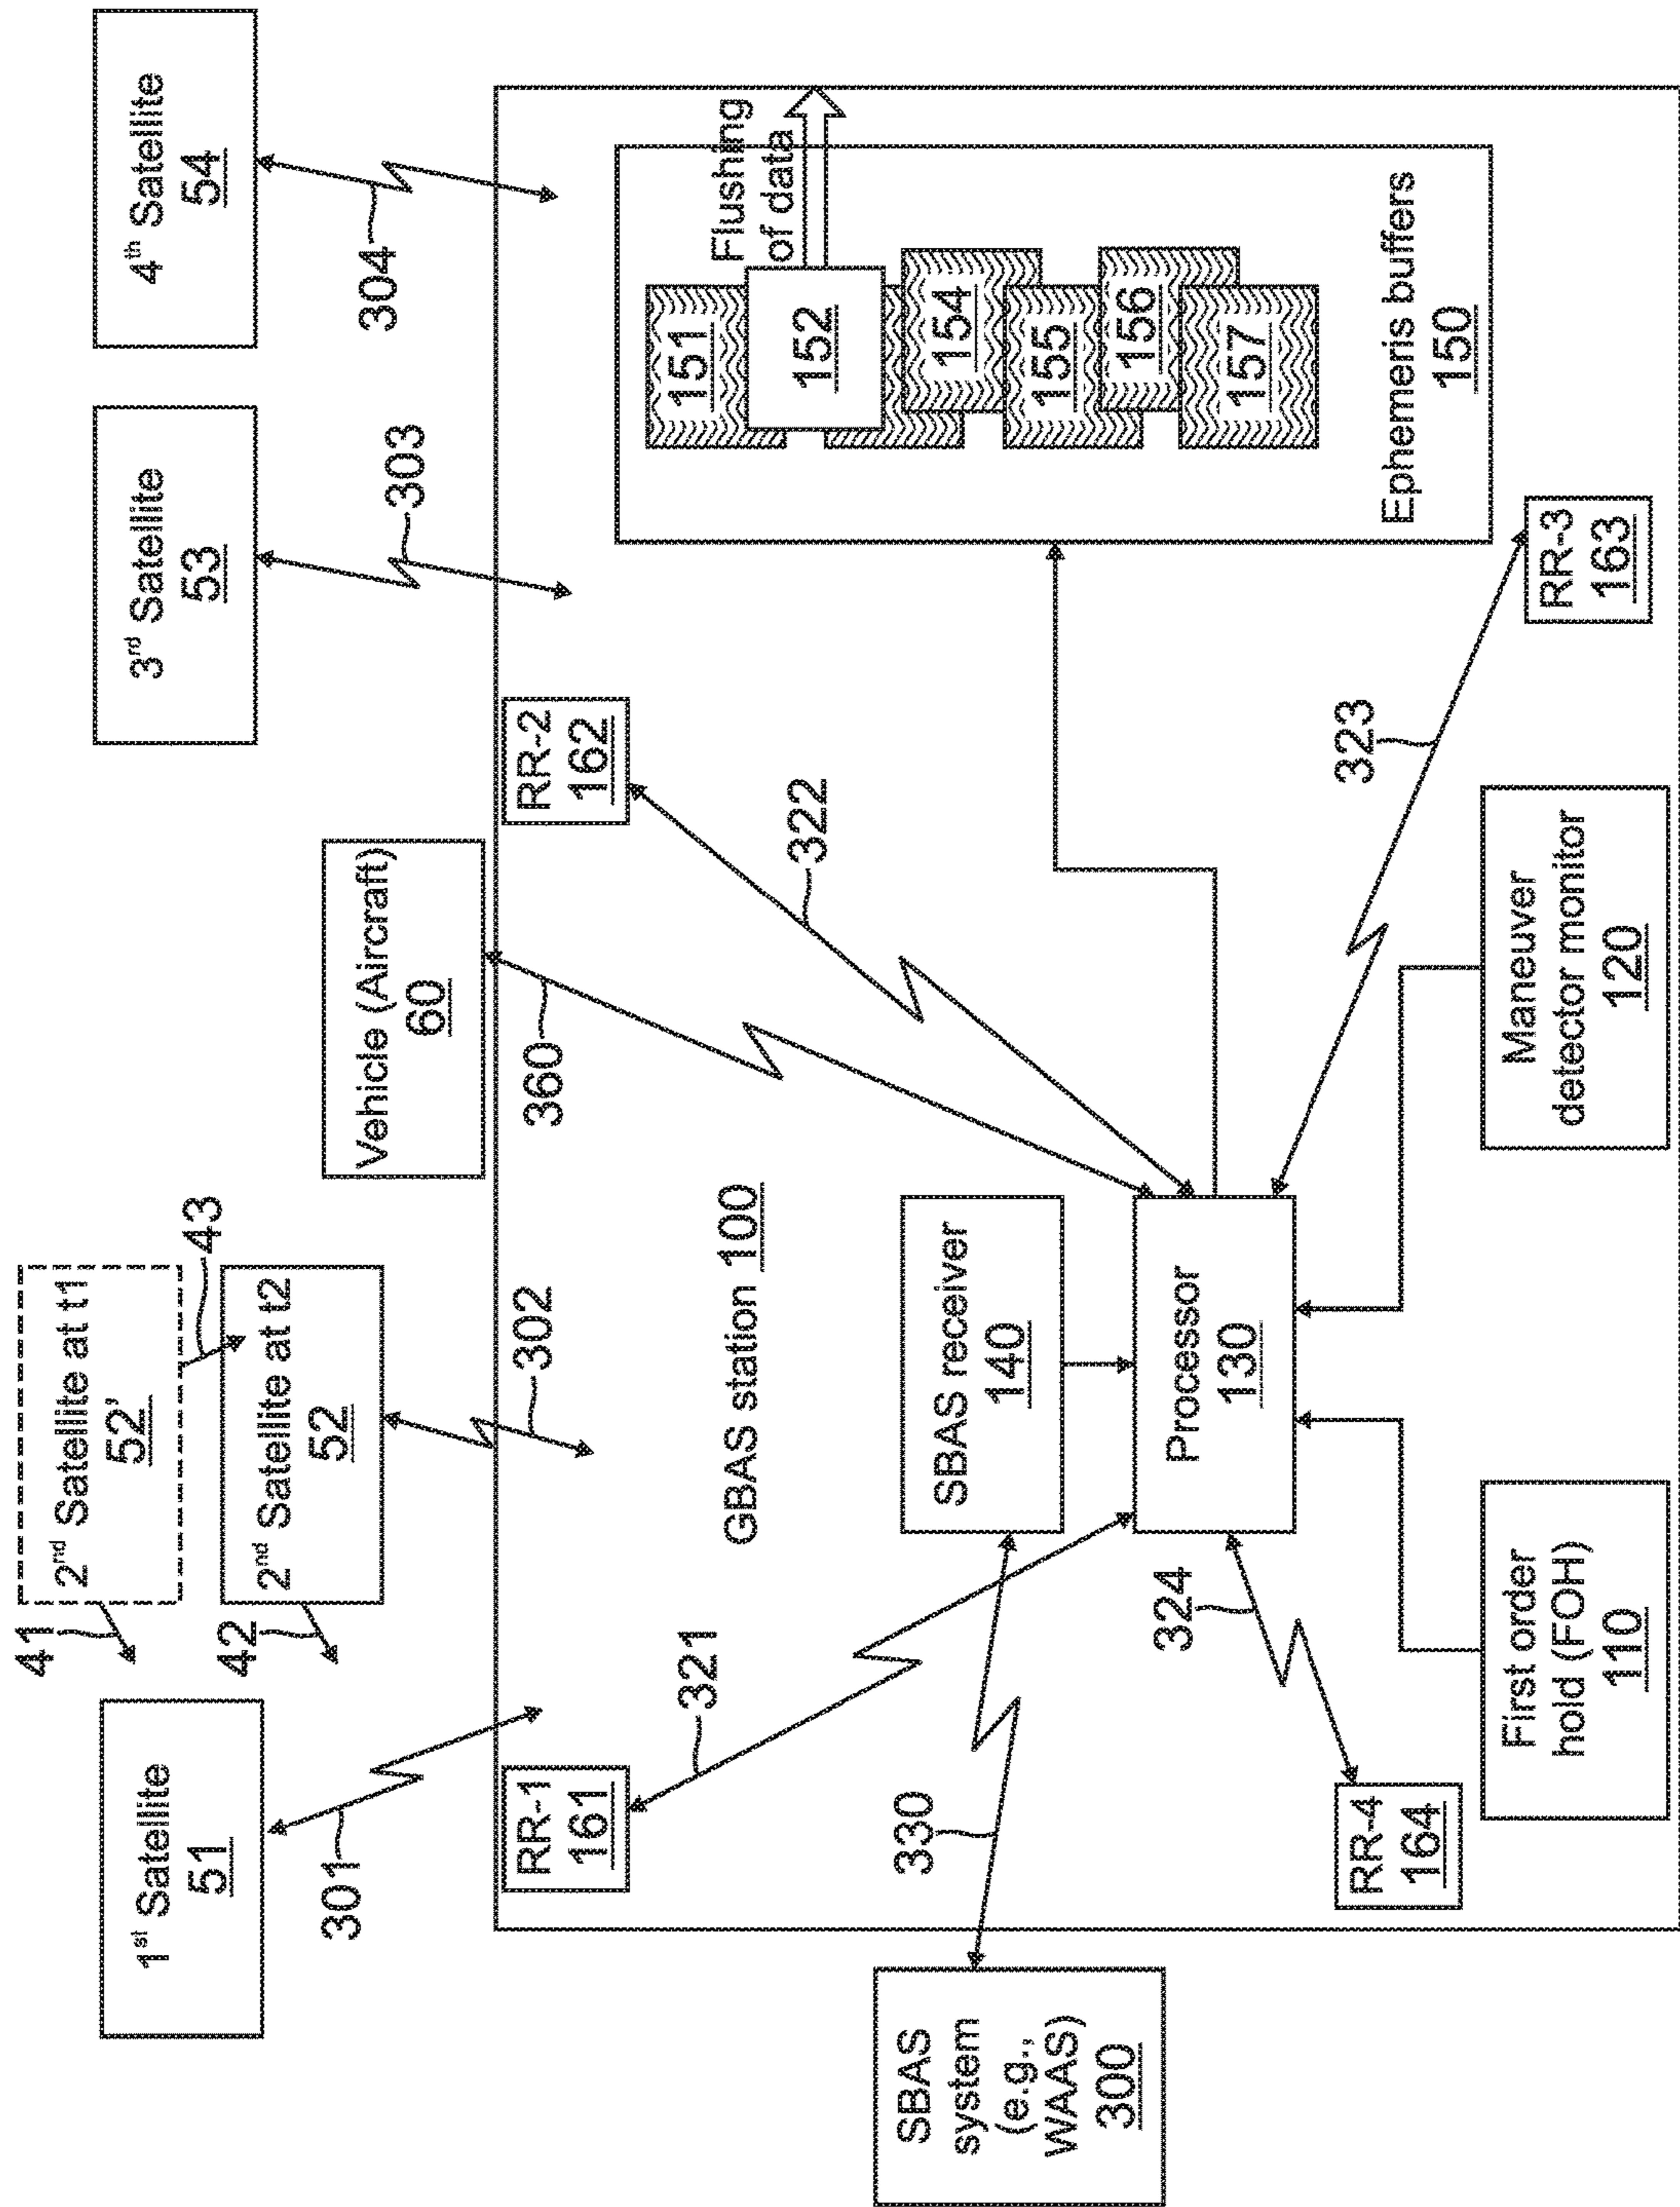 1st Satellite
51
301
41
2nd Satellite at t1
52'
43
42
2nd Satellite at t2
52
302
Vehicle (Aircraft)
60
360
3rd Satellite
53
303
4th Satellite
54
304
GBAS station 100
RR-1
161
321
RR-2
162
322
SBAS
system
(e.g.,
WAAS)
300
330
SBAS receiver
140
Processor
130
324
RR-4
164
First order
hold (FOH)
110
Maneuver
detector monitor
120
323
RR-3
163
Flushing
of data
151
152
154
155
156
157
Ephemeris buffers
150